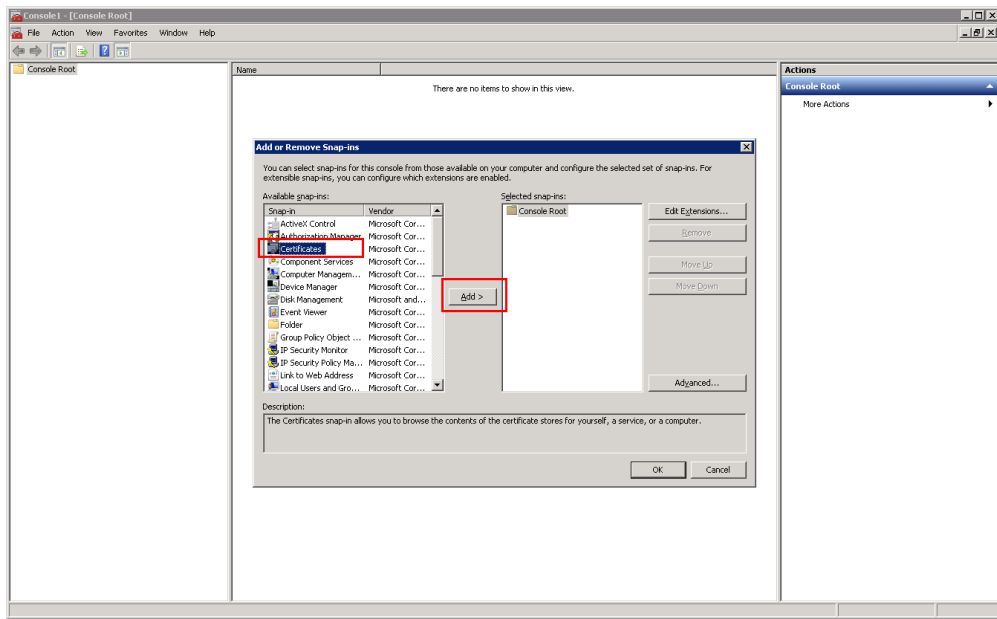 Console1 - [Console Root]
File Action View Favorites Window Help
Console Root
Name
There are no items to show in this view.
Actions
Console Root
More Actions
Add or Remove Snap-ins
You can select snap-ins for this console from those available on your computer and configure the selected set of snap-ins. For
extensible snap-ins, you can configure which extensions are enabled.
Available snap-ins:
Snap-in Vendor
ActiveX Control Microsoft Cor...
Authorization Manager Microsoft Cor...
Certificates Microsoft Cor...
Component Services Microsoft Cor...
Computer Managem... Microsoft Cor...
Device Manager Microsoft Cor...
Disk Management Microsoft and...
Event Viewer Microsoft Cor...
Folder Microsoft Cor...
Group Policy Object ... Microsoft Cor...
IP Security Monitor Microsoft Cor...
IP Security Policy Ma... Microsoft Cor...
Link to Web Address Microsoft Cor...
Local Users and Gro... Microsoft Cor...
Add >
Selected snap-ins:
Console Root
Edit Extensions...
Remove
Move Up
Move Down
Advanced...
Description:
The Certificates snap-in allows you to browse the contents of the certificate stores for yourself, a service, or a computer.
OK Cancel